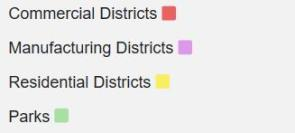 Commercial Districts
Manufacturing Districts
Residential Districts
Parks